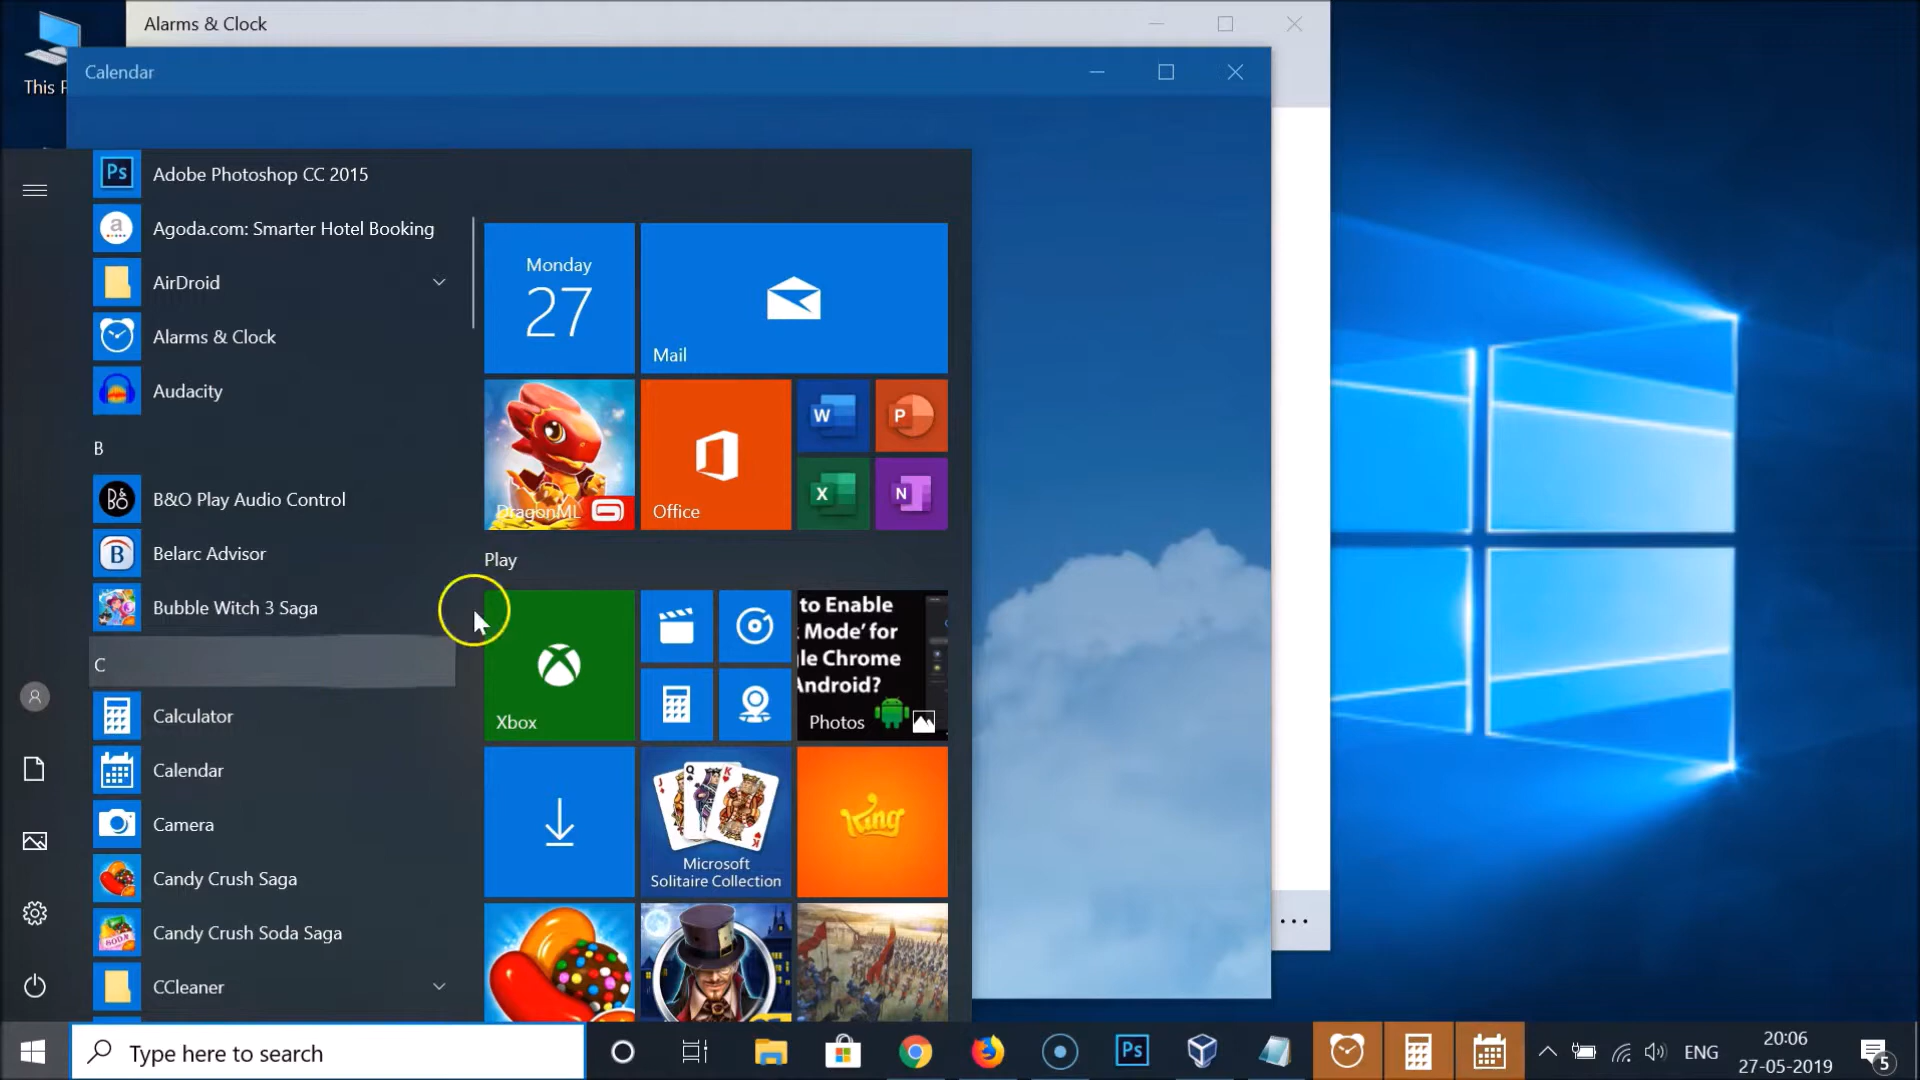 Alarms & Clock
Calendar
This P
Adobe Photoshop CC 2015
Agoda.com: Smarter Hotel Booking
AirDroid
Alarms & Clock
Audacity
B
B&O Play Audio Control
Belarc Advisor
Bubble Witch 3 Saga
C
Calculator
Calendar
Camera
Candy Crush Saga
Candy Crush Soda Saga
CCleaner
Monday
27
Mail
DragonML
Office
Play
Xbox
to Enable
Mode' for
le Chrome
Android?
Photos
Microsoft
Solitaire Collection
King
Type here to search
ENG
20:06
27-05-2019
5